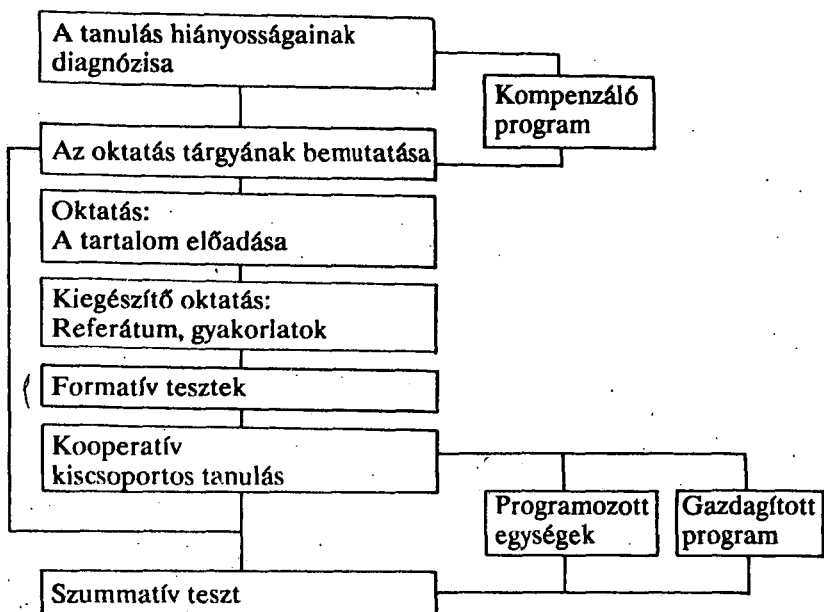 A tanulás hiányosságainak
diagnózisa
Kompenzáló
program
Az oktatás tárgyának bemutatása
Oktatás:
A tartalom előadása
Kiegészítő oktatás:
Referátum, gyakorlatok
Formatív tesztek
Kooperatív
kiscsoportos tanulás
Programozott
egységek
Gazdagított
program
Szummatív teszt